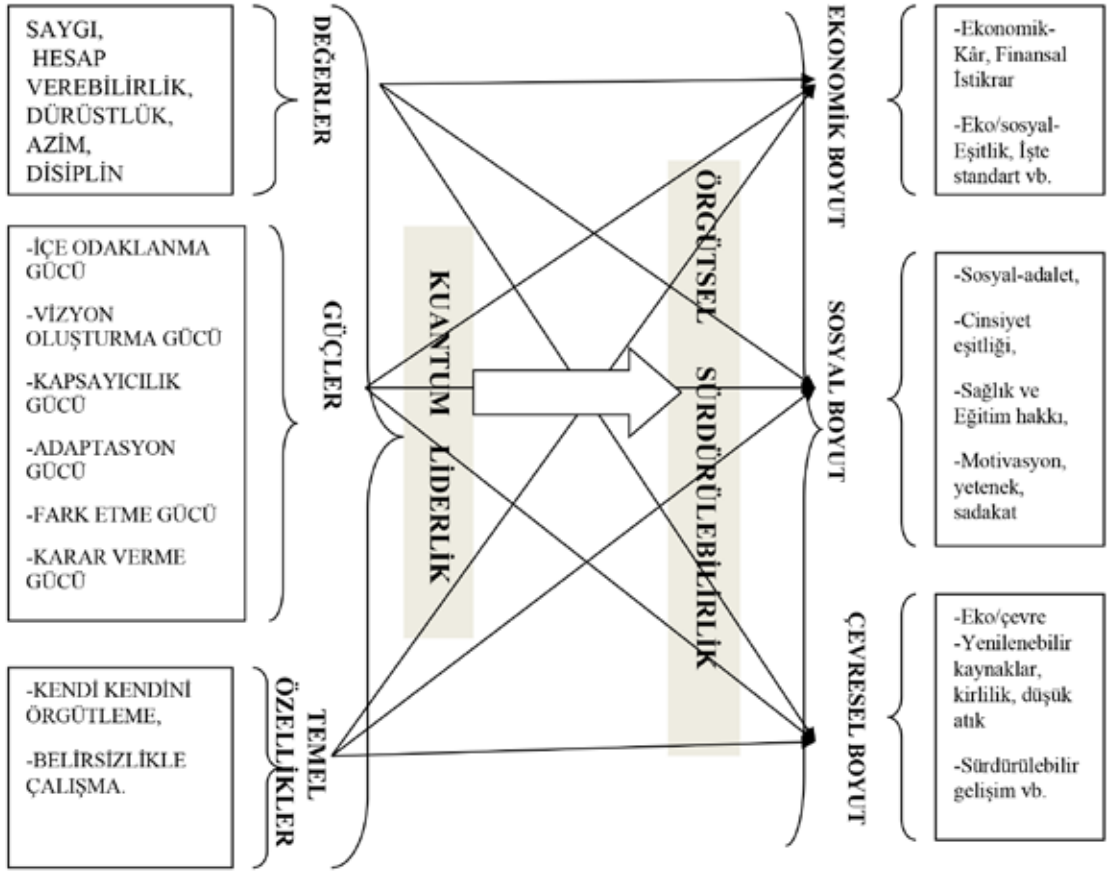 SAYGI,
HESAP
VEREBİLİRLİK,
DÜRÜSTLÜK,
AZİM,
DİSİPLİN
DEĞERLER
-İÇE ODAKLANMA
GÜCÜ
-VİZYON
OLUŞTURMA GÜCÜ
-KAPSAYICILIK
GÜCÜ
-ADAPTASYON
GÜCÜ
-FARK ETME GÜCÜ
-KARAR VERME
GÜCÜ
GÜÇLER
-KENDİ KENDİNİ
ÖRGÜTLEME,
-BELİRSİZLİKLE
ÇALIŞMA.
TEMEL
ÖZELLİKLER
KUANTUM LİDERLİK
ÖRGÜTSEL SÜRDÜRÜLEBİLİRLİK
EKONOMİK BOYUT
-Ekonomik-
Kâr, Finansal
İstikrar
-Eko/sosyal-
Eşitlik, İşte
standart vb.
SOSYAL BOYUT
-Sosyal-adalet,
-Cinsiyet
eşitliği,
-Sağlık ve
Eğitim hakkı,
-Motivasyon,
yetenek,
sadakat
ÇEVRESEL BOYUT
-Eko/çevre
-Yenilenebilir
kaynaklar,
kirlilik, düşük
atık
-Sürdürülebilir
gelişim vb.